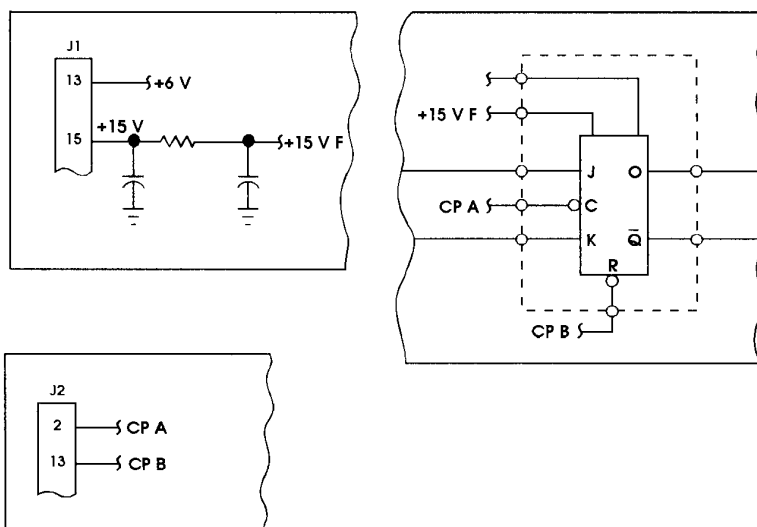 J1
13
+6 V
15
+15 V
+15 V F
+15 V F
J
O
CP A
C
K
Q̅
R
CP B
J2
2
CP A
13
CP B